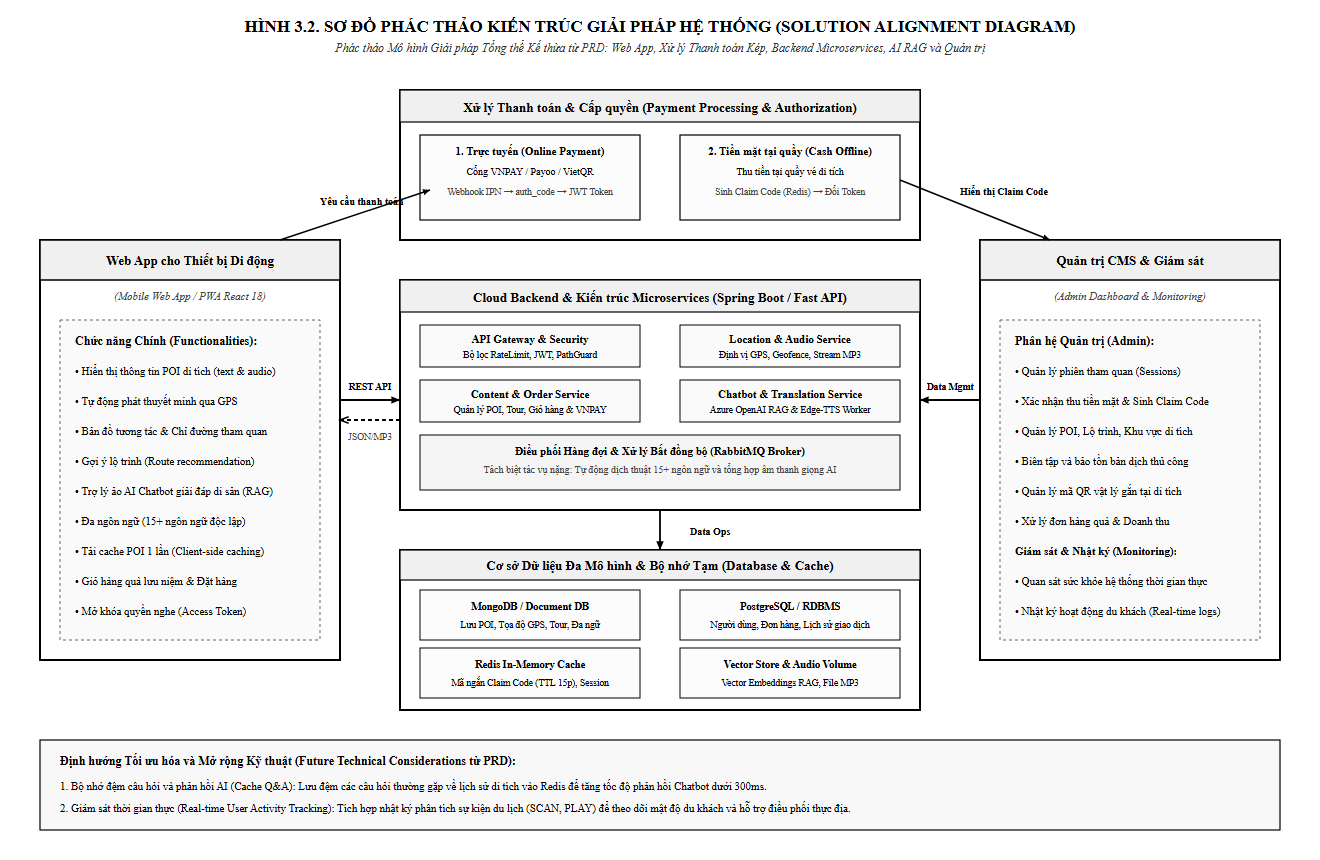 HÌNH 3.2. SƠ ĐỒ PHÁC THẢO KIẾN TRÚC GIẢI PHÁP HỆ THỐNG (SOLUTION ALIGNMENT DIAGRAM)
Phác thảo Mô hình Giải pháp Tổng thể Kế thừa từ PRD: Web App, Xử lý Thanh toán Kép, Backend Microservices, AI RAG và Quản trị
Xử lý Thanh toán & Cấp quyền (Payment Processing & Authorization)
1. Trực tuyến (Online Payment)
Cổng VNPAY / Payoo / VietQR
Webhook IPN → auth_code → JWT Token
2. Tiền mặt tại quầy (Cash Offline)
Thu tiền tại quầy vé di tích
Sinh Claim Code (Redis) → Đổi Token
Yêu cầu thanh toán
Hiển thị Claim Code
Web App cho Thiết bị Di động
(Mobile Web App / PWA React 18)
Chức năng Chính (Functionalities):
• Hiển thị thông tin POI di tích (text & audio)
• Tự động phát thuyết minh qua GPS
• Bản đồ tương tác & Chỉ đường tham quan
• Gợi ý lộ trình (Route recommendation)
• Trợ lý ảo AI Chatbot giải đáp di sản (RAG)
• Đa ngôn ngữ (15+ ngôn ngữ độc lập)
• Tải cache POI 1 lần (Client-side caching)
• Giỏ hàng quà lưu niệm & Đặt hàng
• Mở khóa quyền nghe (Access Token)
REST API
JSON/MP3
Cloud Backend & Kiến trúc Microservices (Spring Boot / Fast API)
API Gateway & Security
Bộ lọc RateLimit, JWT, PathGuard
Location & Audio Service
Định vị GPS, Geofence, Stream MP3
Content & Order Service
Quản lý POI, Tour, Giỏ hàng & VNPAY
Chatbot & Translation Service
Azure OpenAI RAG & Edge-TTS Worker
Điều phối Hàng đợi & Xử lý Bất đồng bộ (RabbitMQ Broker)
Tách biệt tác vụ nặng: Tự động dịch thuật 15+ ngôn ngữ và tổng hợp âm thanh giọng AI
Data Ops
Cơ sở Dữ liệu Đa Mô hình & Bộ nhớ Tạm (Database & Cache)
MongoDB / Document DB
Lưu POI, Tọa độ GPS, Tour, Đa ngữ
PostgreSQL / RDBMS
Người dùng, Đơn hàng, Lịch sử giao dịch
Redis In-Memory Cache
Mã ngắn Claim Code (TTL 15p), Session
Vector Store & Audio Volume
Vector Embeddings RAG, File MP3
Data Mgmt
Quản trị CMS & Giám sát
(Admin Dashboard & Monitoring)
Phân hệ Quản trị (Admin):
• Quản lý phiên tham quan (Sessions)
• Xác nhận thu tiền mặt & Sinh Claim Code
• Quản lý POI, Lộ trình, Khu vực di tích
• Biên tập và bảo tồn bản dịch thủ công
• Quản lý mã QR vật lý gắn tại di tích
• Xử lý đơn hàng quà & Doanh thu
Giám sát & Nhật ký (Monitoring):
• Quan sát sức khỏe hệ thống thời gian thực
• Nhật ký hoạt động du khách (Real-time logs)
Định hướng Tối ưu hóa và Mở rộng Kỹ thuật (Future Technical Considerations từ PRD):
1. Bộ nhớ đệm câu hỏi và phản hồi AI (Cache Q&A): Lưu đệm các câu hỏi thường gặp về lịch sử di tích vào Redis để tăng tốc độ phản hồi Chatbot dưới 300ms.
2. Giám sát thời gian thực (Real-time User Activity Tracking): Tích hợp nhật ký phân tích sự kiện du lịch (SCAN, PLAY) để theo dõi mật độ du khách và hỗ trợ điều phối thực địa.